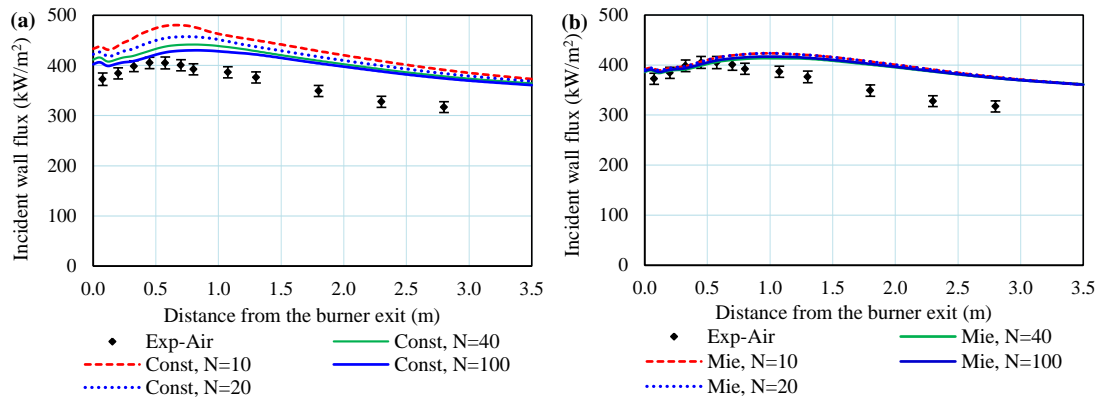 (a)
Incident wall flux (kW/m²)
500
400
300
200
100
0
0.0 0.5 1.0 1.5 2.0 2.5 3.0 3.5
Distance from the burner exit (m)
Exp-Air
Const, N=40
Const, N=10
Const, N=100
Const, N=20
(b)
Incident wall flux (kW/m²)
500
400
300
200
100
0
0.0 0.5 1.0 1.5 2.0 2.5 3.0 3.5
Distance from the burner exit (m)
Exp-Air
Mie, N=40
Mie, N=10
Mie, N=100
Mie, N=20